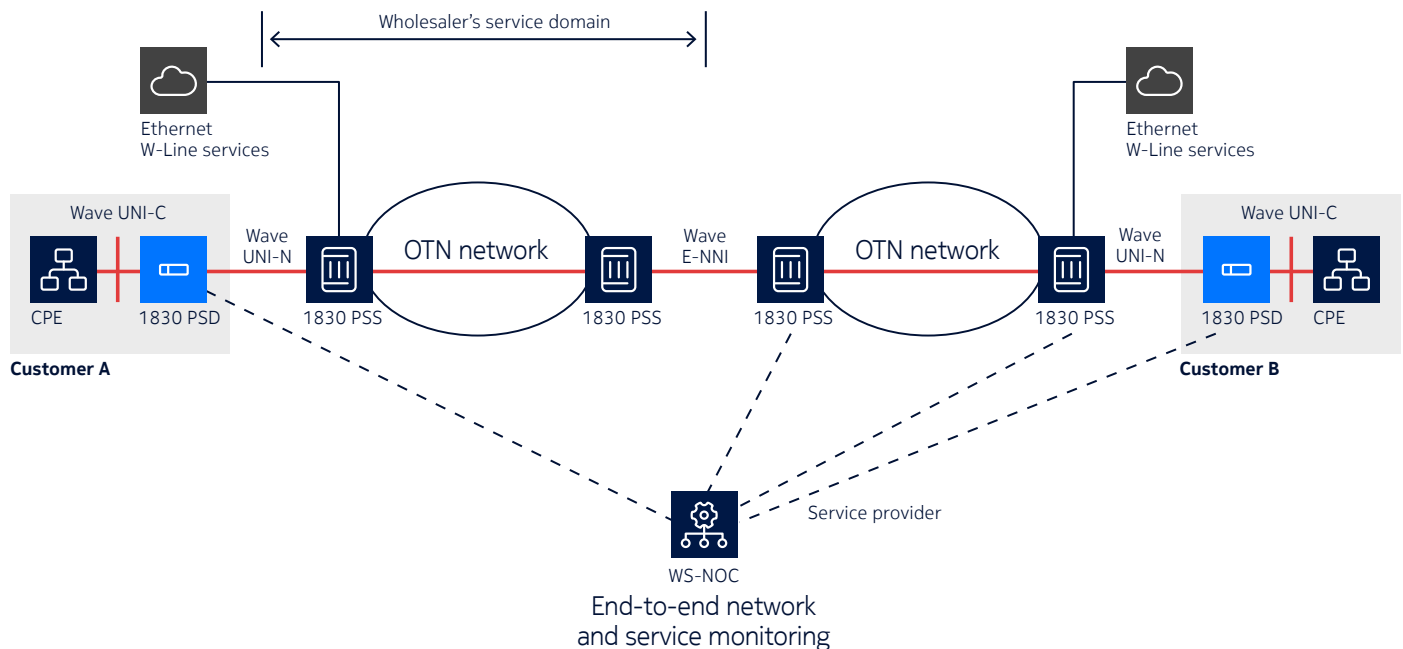 Wholesaler's service domain
Ethernet
W-Line services
Ethernet
W-Line services
Wave UNI-C
Wave
UNI-N
OTN network
Wave
E-NNI
OTN network
Wave
UNI-N
Wave UNI-C
CPE
1830 PSD
1830 PSS
1830 PSS
1830 PSS
1830 PSS
1830 PSD
CPE
Customer A
Customer B
Service provider
WS-NOC
End-to-end network
and service monitoring